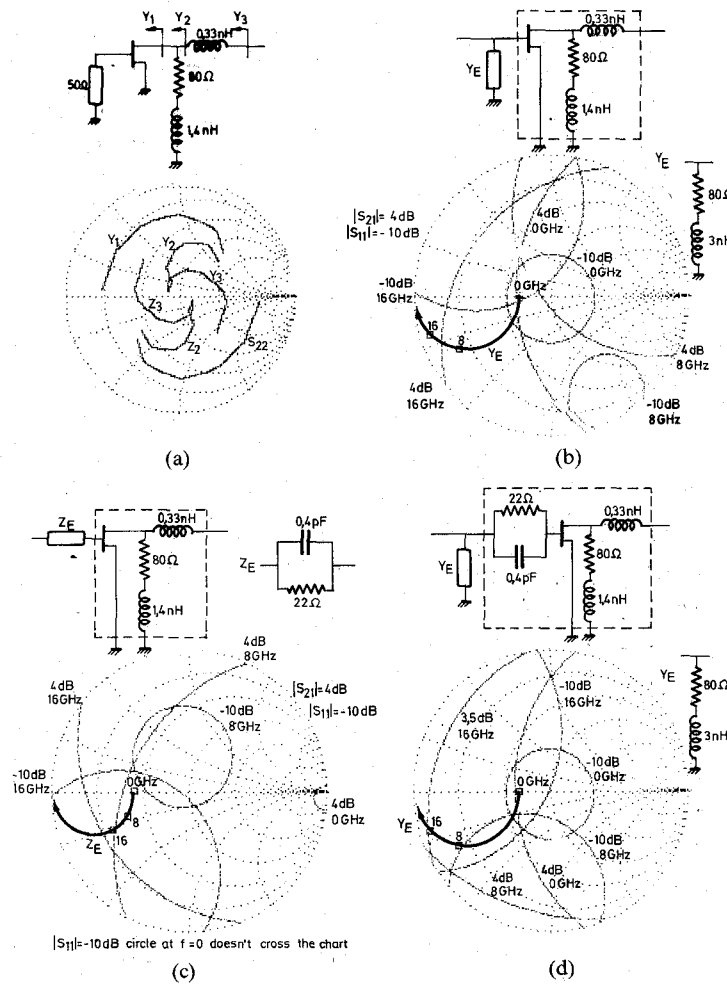 Y1 Y2 0,33nH Y3
50Ω
80Ω
1,4nH
Y1
Y2
Y3
Z3
Z2
S22
(a)
0,33nH
YE
80Ω
1,4nH
YE
80Ω
3nH
|S21|= 4dB
|S11|= -10dB
4dB
0GHz
-10dB
0GHz
-10dB
16GHz
0GHz
16
8
YE
4dB
16GHz
4dB
8GHz
-10dB
8GHz
(b)
ZE
0,33nH
80Ω
1,4nH
0,4pF
ZE
22Ω
4dB
8GHz
4dB
16GHz
|S21|= 4dB
|S11|= -10dB
-10dB
8GHz
-10dB
16GHz
0GHz
8
16
ZE
4dB
0GHz
|S11|=-10dB circle at f=0 doesn't cross the chart
(c)
22Ω
0,33nH
YE
0,4pF
80Ω
1,4nH
YE
80Ω
3nH
-10dB
16GHz
3,5dB
16GHz
-10dB
0GHz
0GHz
YE
16
8
-10dB
8GHz
4dB
8GHz
4dB
0GHz
(d)